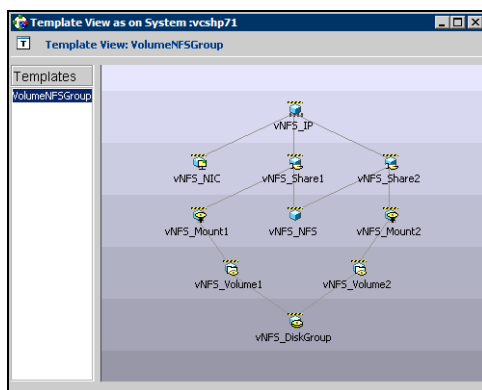 Template View as on System :vcshp71
Template View: VolumeNFSGroup
Templates
VolumeNFSGroup
vNFS_IP
vNFS_NIC vNFS_Share1 vNFS_Share2
vNFS_Mount1 vNFS_NFS vNFS_Mount2
vNFS_Volume1 vNFS_Volume2
vNFS_DiskGroup